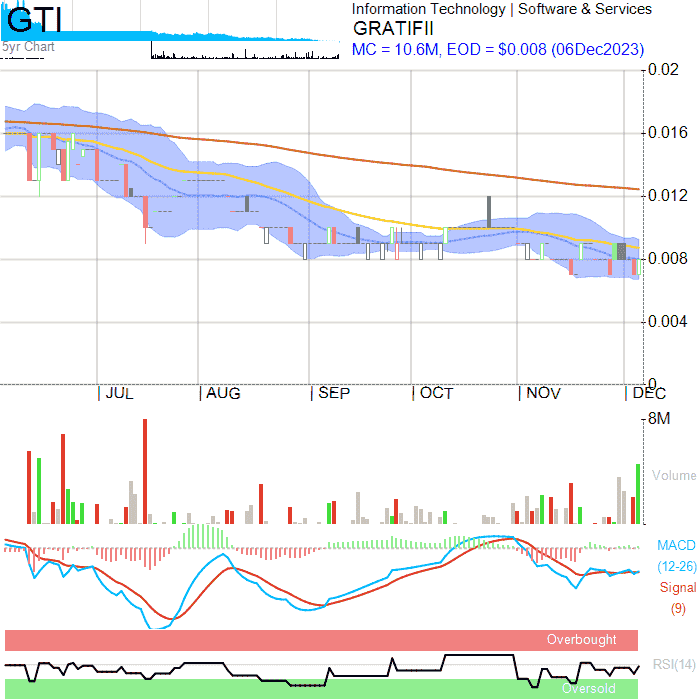 GTI
5yr Chart
Information Technology | Software & Services
GRATIFII
MC = 10.6M, EOD = $0.008 (06Dec2023)
0.02
0.016
0.012
0.008
0.004
0
JUL AUG SEP OCT NOV DEC
8M
Volume
MACD
(12-26)
Signal
(9)
Overbought
RSI(14)
Oversold